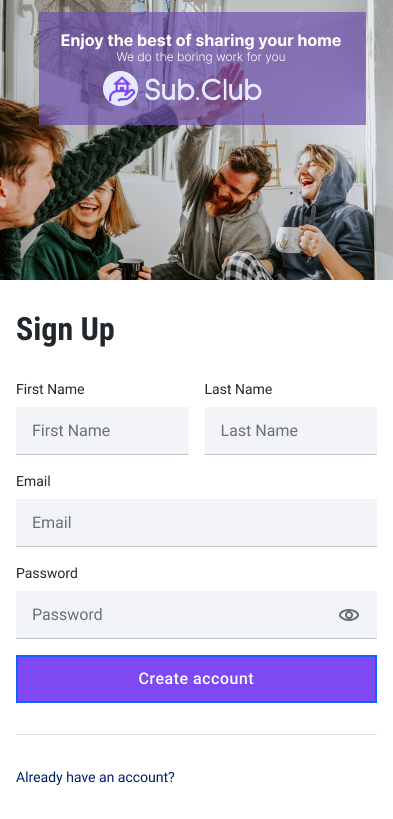 Enjoy the best of sharing your home
We do the boring work for you
Sub.Club
Sign Up
First Name
Last Name
First Name
Last Name
Email
Email
Password
Password
Create account
Already have an account?